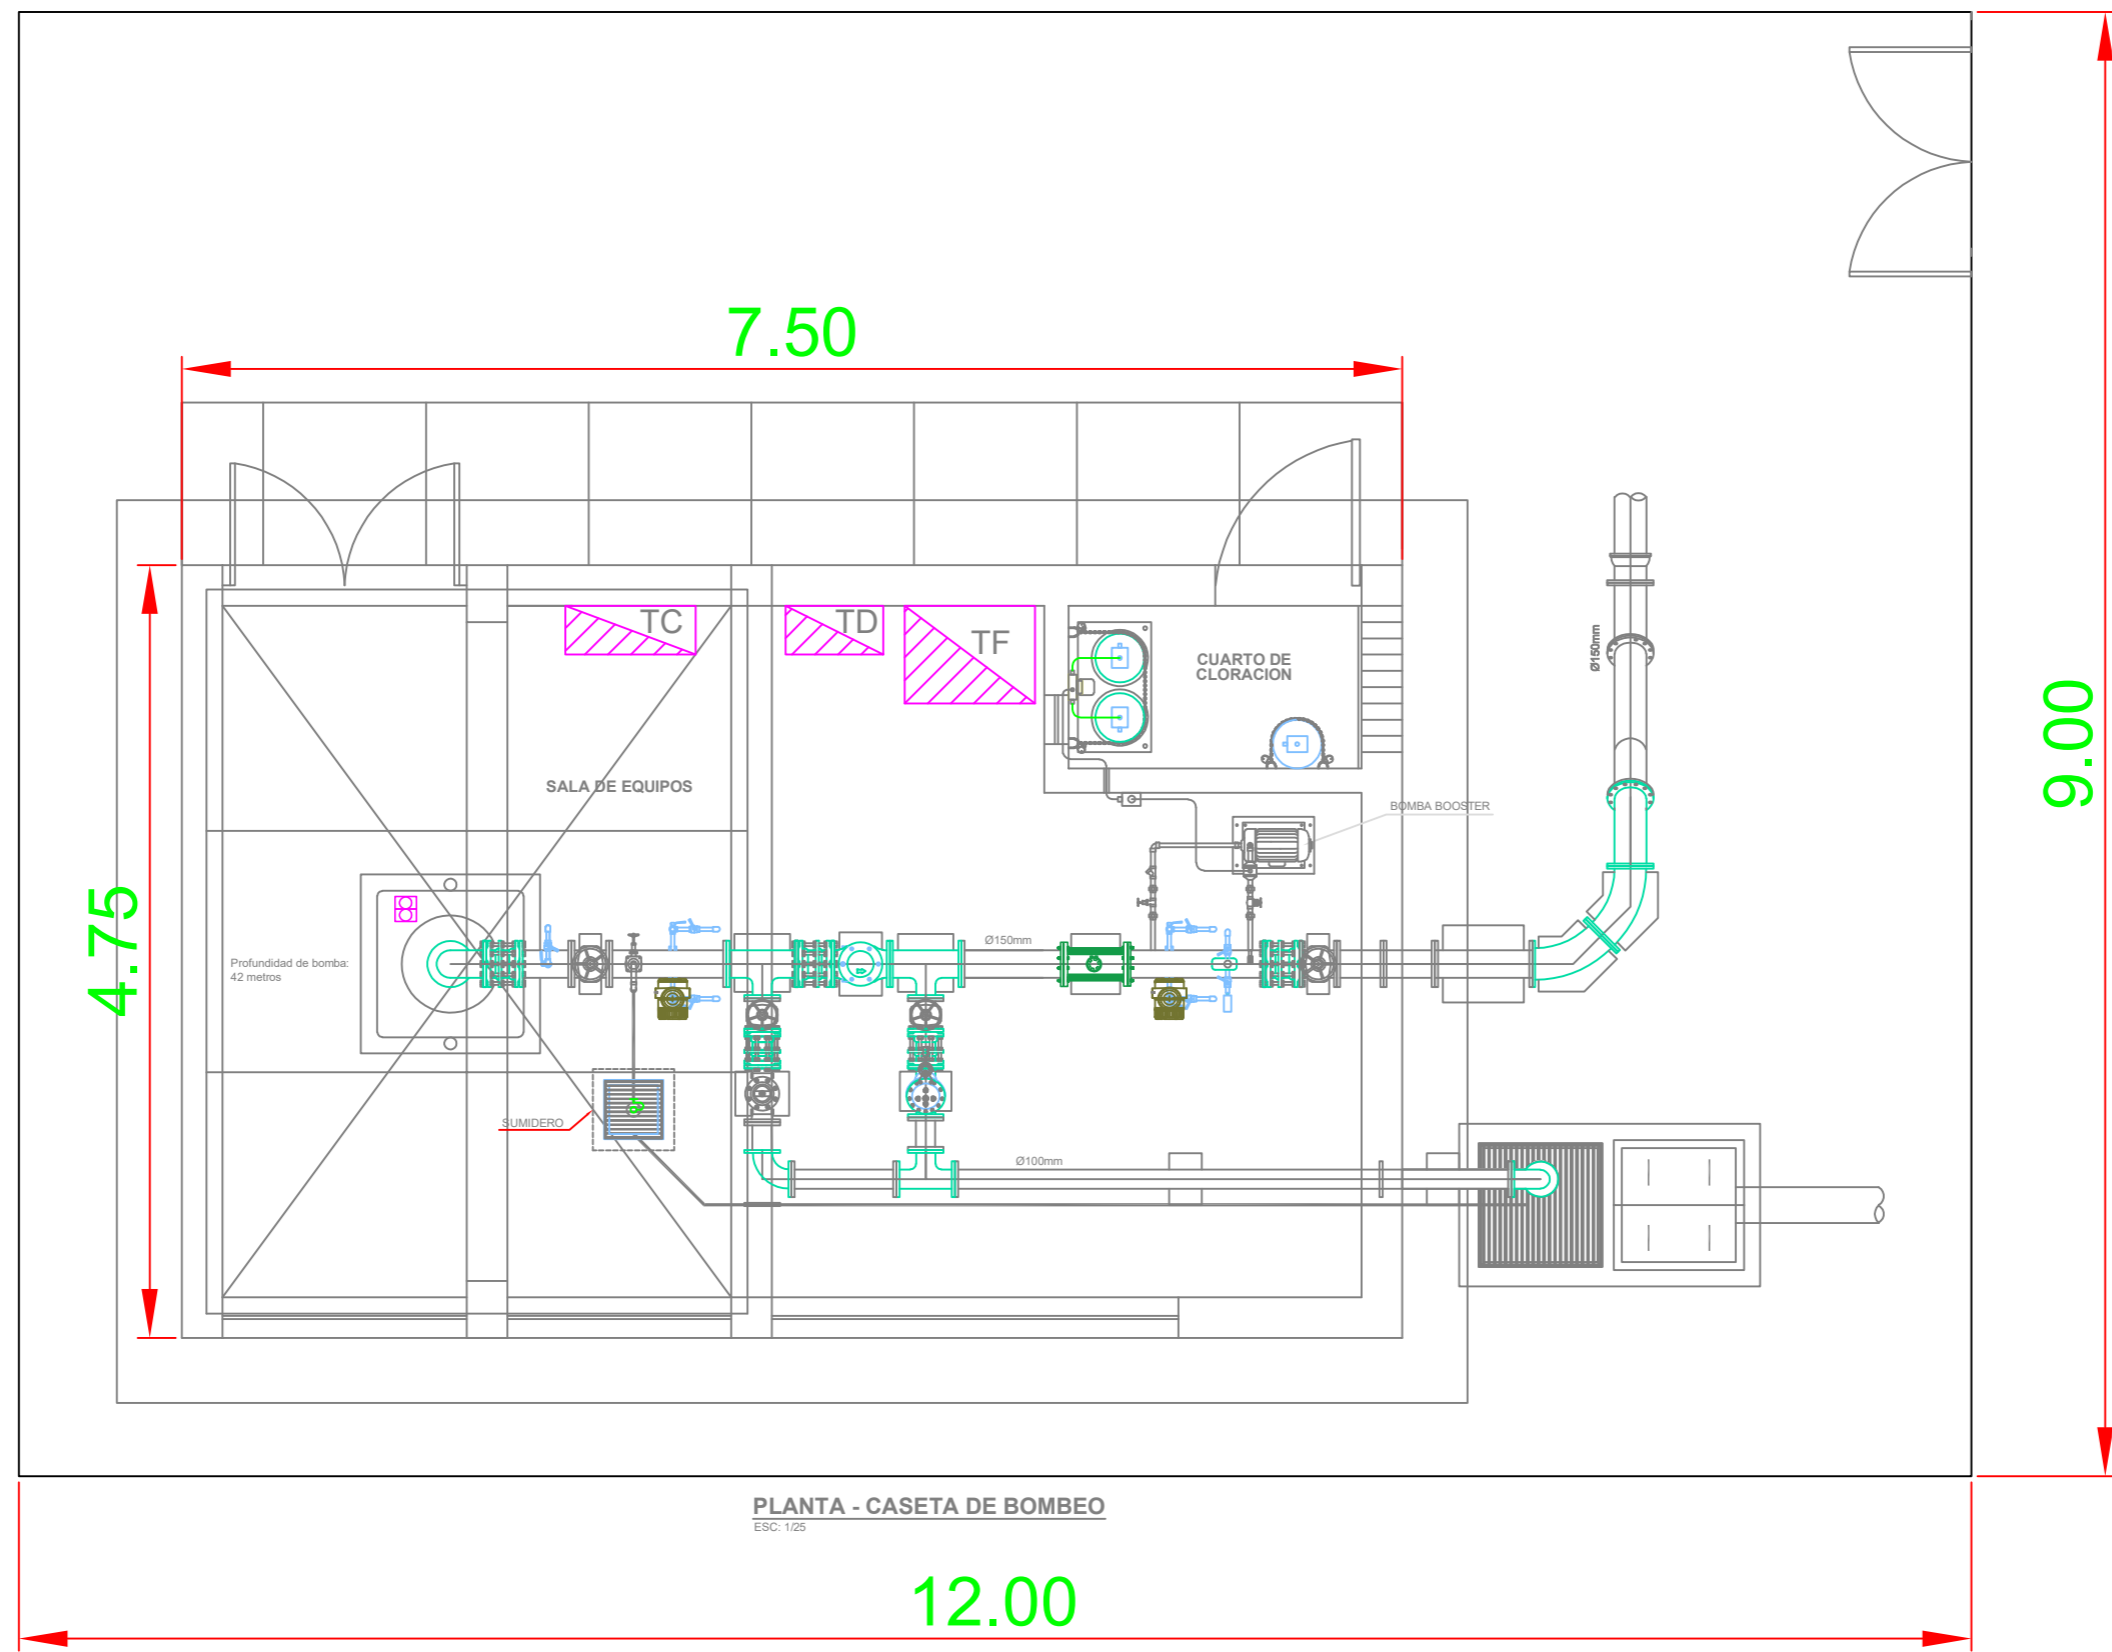 7.50
TC
TD
TF
CUARTO DE
CLORACION
Ø150mm
9.00
SALA DE EQUIPOS
BOMBA BOOSTER
4.75
Profundidad de bomba:
42 metros
Ø150mm
SUMIDERO
Ø100mm
PLANTA - CASETA DE BOMBEO
ESC: 1/25
12.00